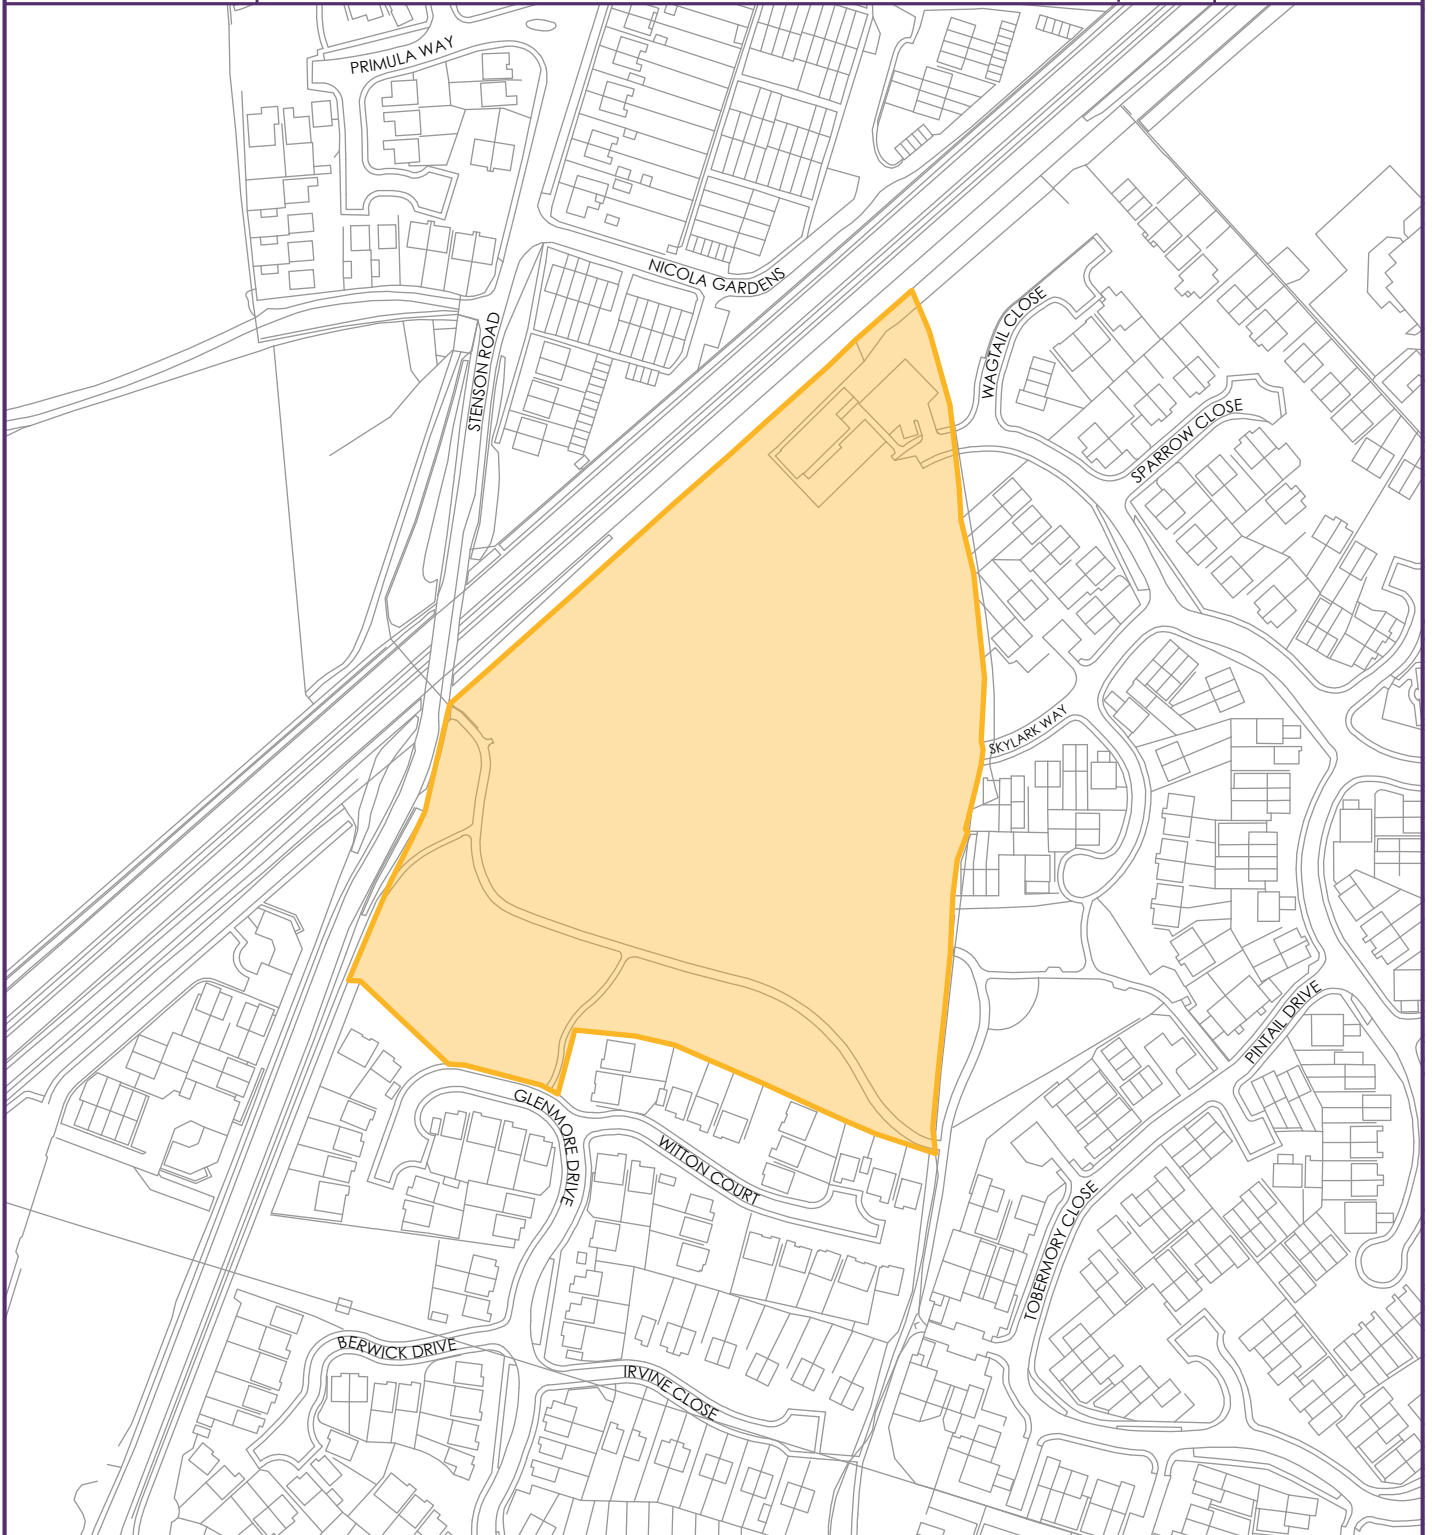 PRIMULA WAY
NICOLA GARDENS
STENSON ROAD
WAGTAIL CLOSE
SPARROW CLOSE
SKYLARK WAY
PINTAIL DRIVE
GLENMORE DRIVE
WITTON COURT
TOBERMORY CLOSE
BERWICK DRIVE
IRVINE CLOSE